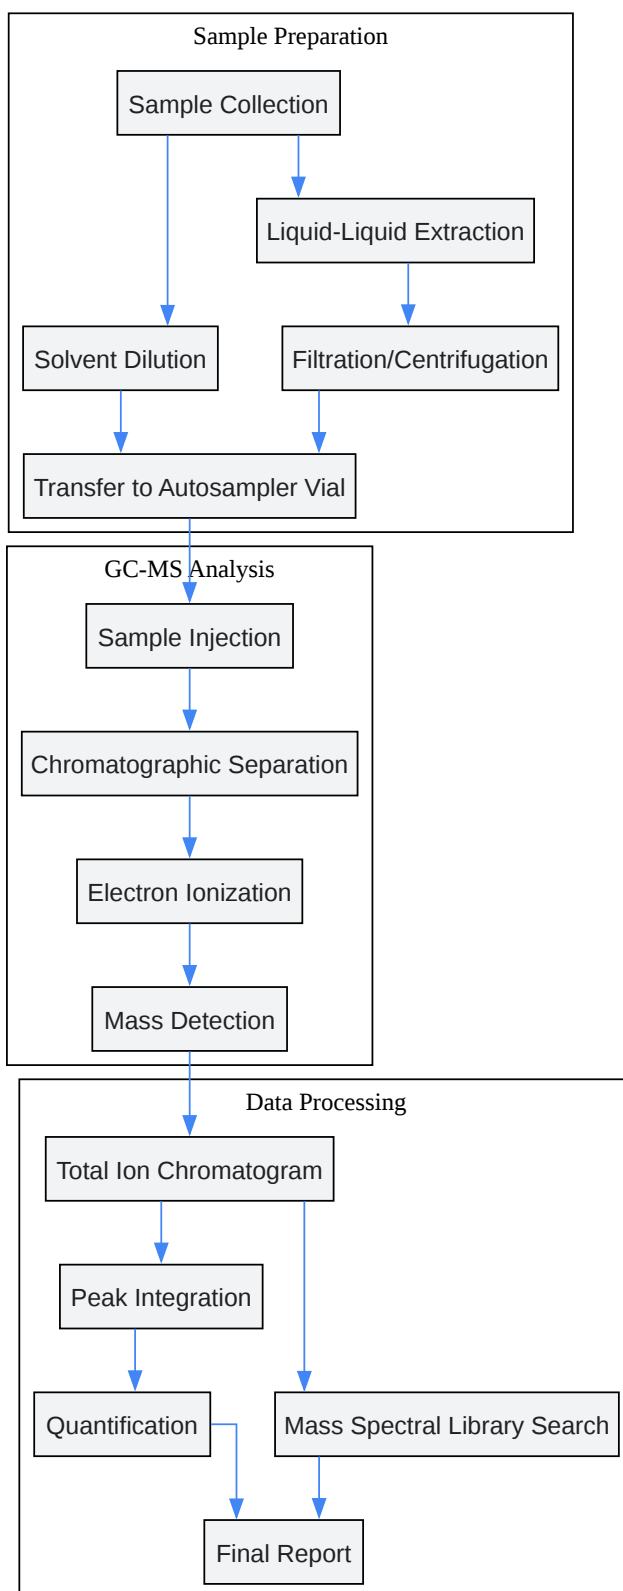 Sample Preparation
Sample Collection
Liquid-Liquid Extraction
Solvent Dilution
Filtration/Centrifugation
Transfer to Autosampler Vial
GC-MS Analysis
Sample Injection
Chromatographic Separation
Electron Ionization
Mass Detection
Data Processing
Total Ion Chromatogram
Peak Integration
Quantification
Mass Spectral Library Search
Final Report